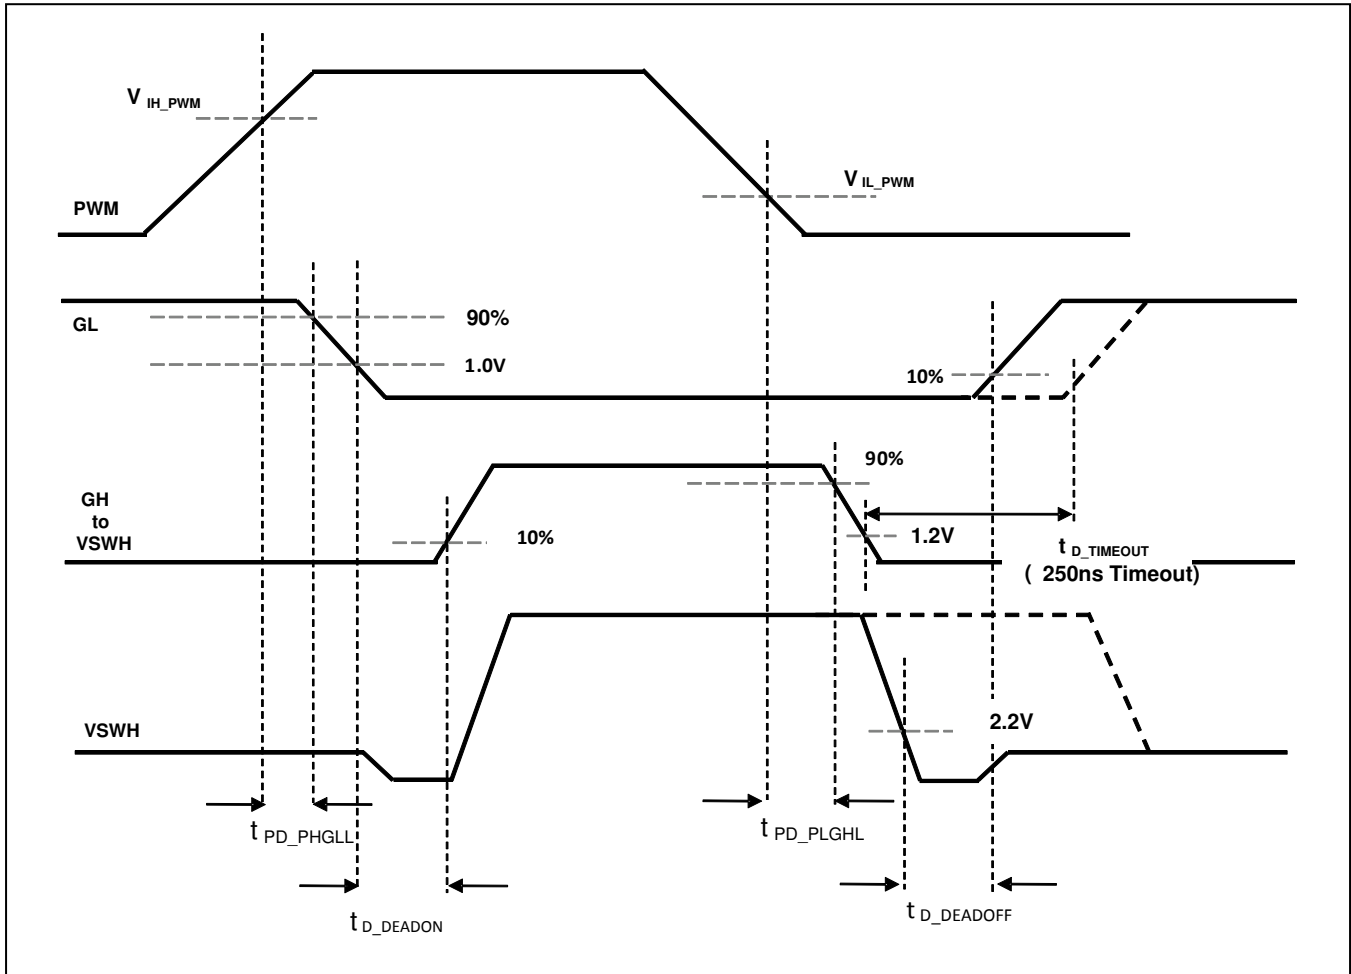 V IH_PWM
V IL_PWM
PWM
GL
90%
1.0V
10%
90%
GH
to
VSWH
10%
1.2V
t D_TIMEOUT
( 250ns Timeout)
VSWH
2.2V
t PD_PHGLL
t PD_PLGHL
t D_DEADON
t D_DEADOFF